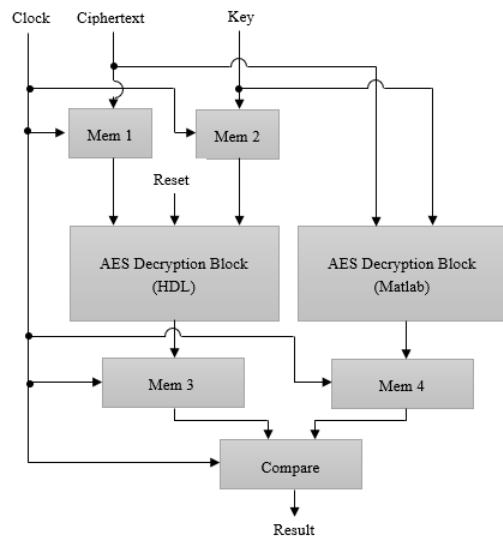 Clock Ciphertext Key
Mem 1
Mem 2
Reset
AES Decryption Block
(HDL)
AES Decryption Block
(Matlab)
Mem 3
Mem 4
Compare
Result